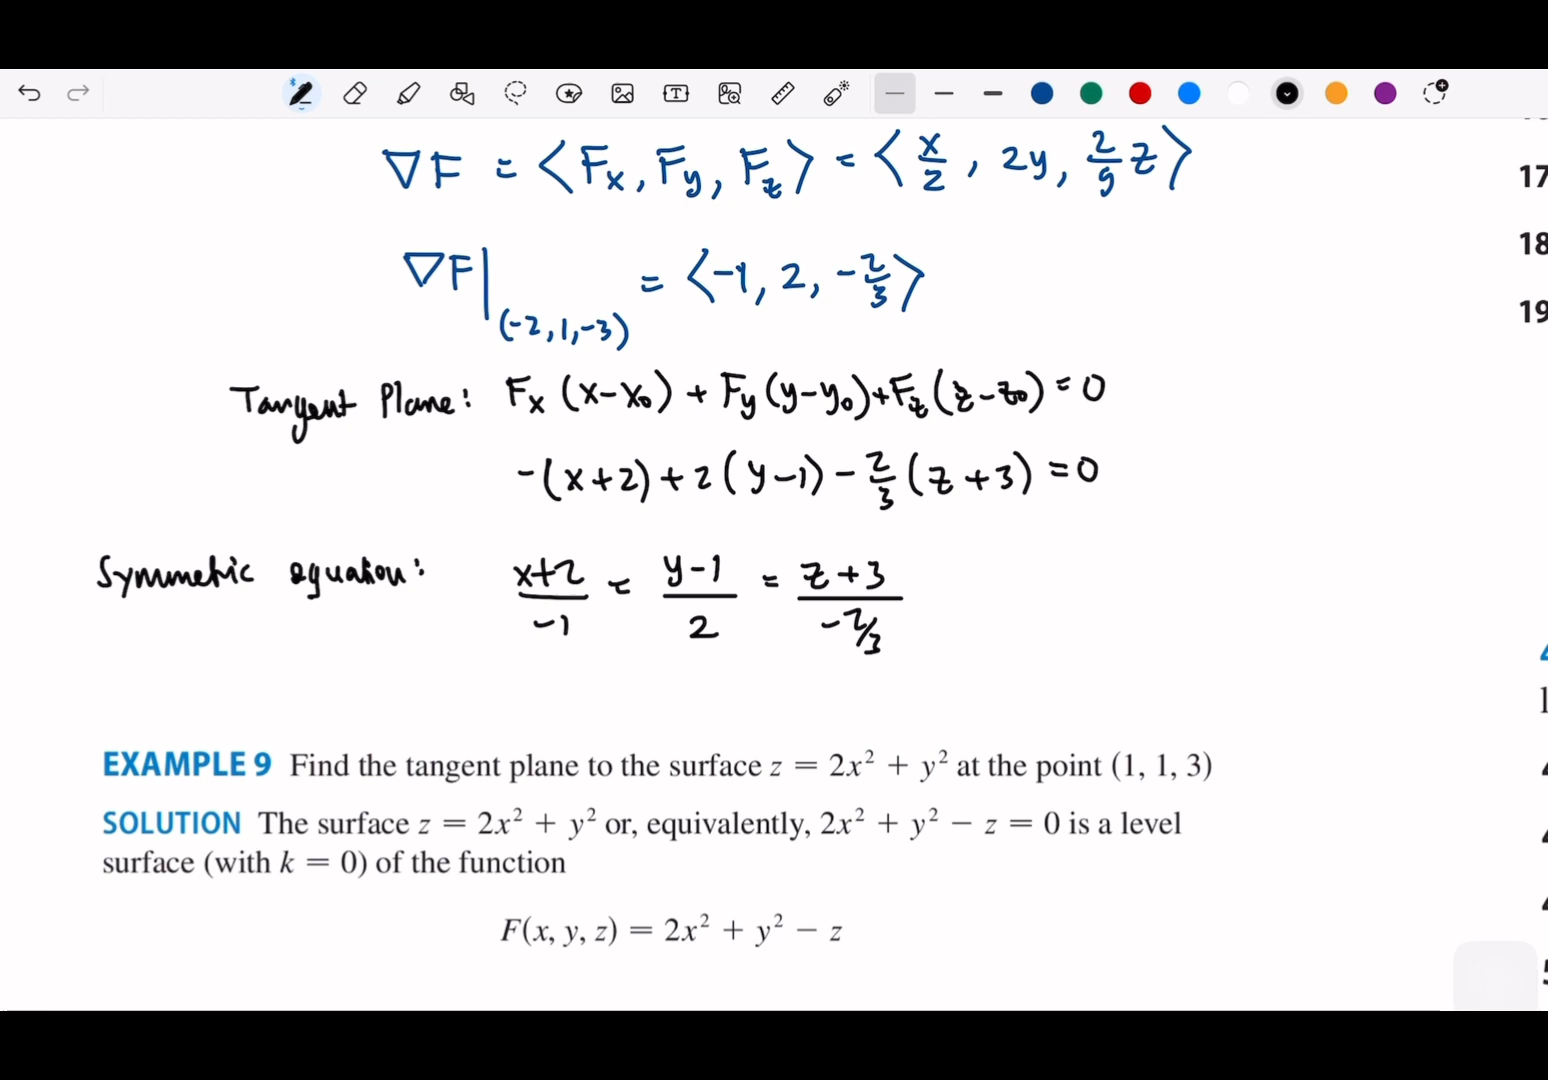 ∇F = ⟨Fx, Fy, Fz⟩ = ⟨x/2, 2y, 2/9 z⟩
17
18
∇F|(-2,1,-3) = ⟨-1, 2, -2/3⟩
19
Tangent Plane: Fx (x-x₀) + Fy (y-y₀) + Fz (z-z₀) = 0
-(x+2) + 2(y-1) - 2/3 (z+3) = 0
Symmetric equation: x+2/-1 = y-1/2 = z+3/-2/3
EXAMPLE 9 Find the tangent plane to the surface z = 2x² + y² at the point (1, 1, 3)
SOLUTION The surface z = 2x² + y² or, equivalently, 2x² + y² − z = 0 is a level
surface (with k = 0) of the function
F(x, y, z) = 2x² + y² − z